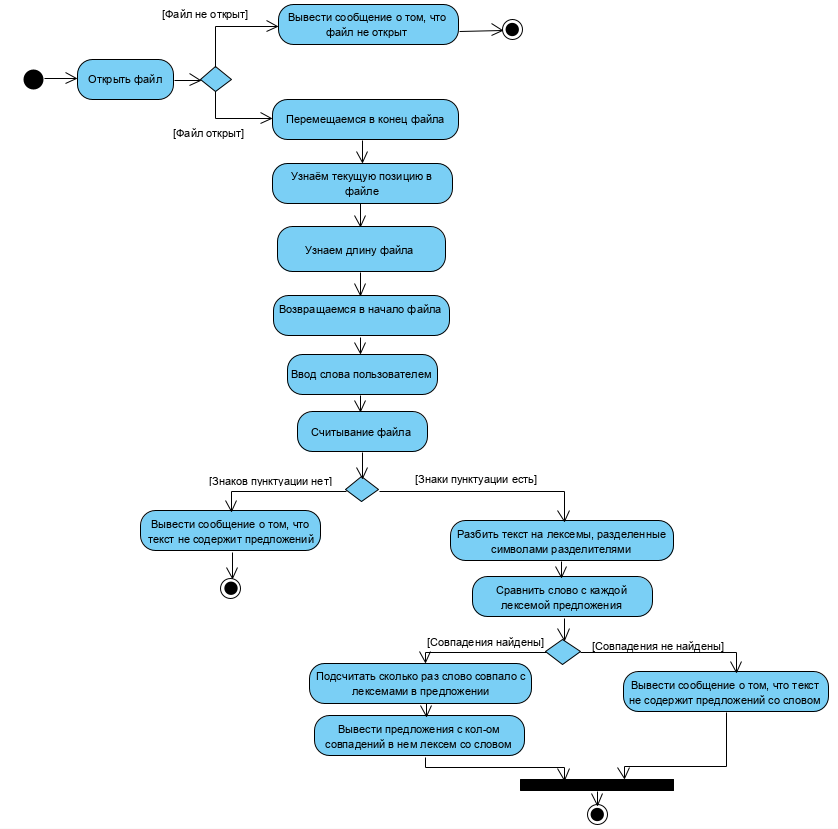 [Файл не открыт]
Вывести сообщение о том, что
файл не открыт
Открыть файл
[Файл открыт]
Перемещаемся в конец файла
Узнаём текущую позицию в
файле
Узнаем длину файла
Возвращаемся в начало файла
Ввод слова пользователем
Считывание файла
[Знаков пунктуации нет]
[Знаки пунктуации есть]
Вывести сообщение о том, что
текст не содержит предложений
Разбить текст на лексемы, разделенные
символами разделителями
Сравнить слово с каждой
лексемой предложения
[Совпадения найдены]
[Совпадения не найдены]
Подсчитать сколько раз слово совпало с
лексемами в предложении
Вывести сообщение о том, что текст
не содержит предложений со словом
Вывести предложения с кол-ом
совпадений в нем лексем со словом